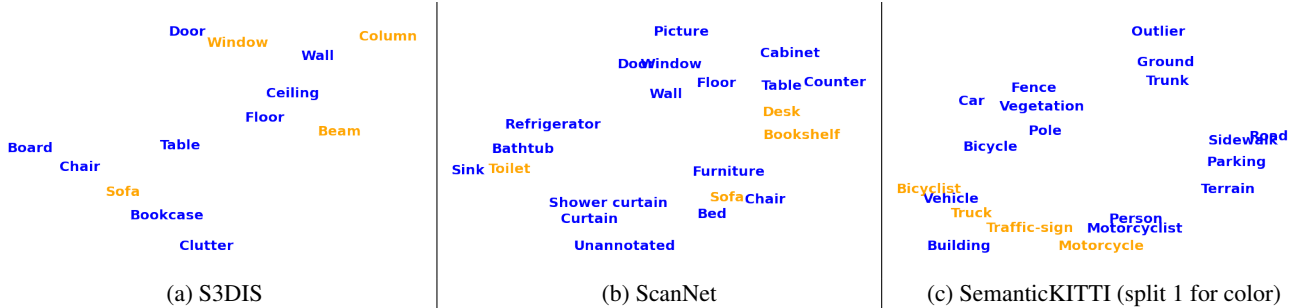 Door
Window
Column
Wall
Ceiling
Floor
Beam
Board
Table
Chair
Sofa
Bookcase
Clutter
(a) S3DIS
Picture
Cabinet
Door
Window
Floor
Table
Counter
Wall
Desk
Refrigerator
Bookshelf
Bathtub
Sink
Toilet
Furniture
Shower curtain
Sofa
Chair
Curtain
Bed
Unannotated
(b) ScanNet
Outlier
Ground
Trunk
Fence
Car
Vegetation
Pole
Road
Sidewalk
Bicycle
Parking
Bicyclist
Terrain
Vehicle
Truck
Person
Traffic-sign
Motorcyclist
Building
Motorcycle
(c) SemanticKITTI (split 1 for color)